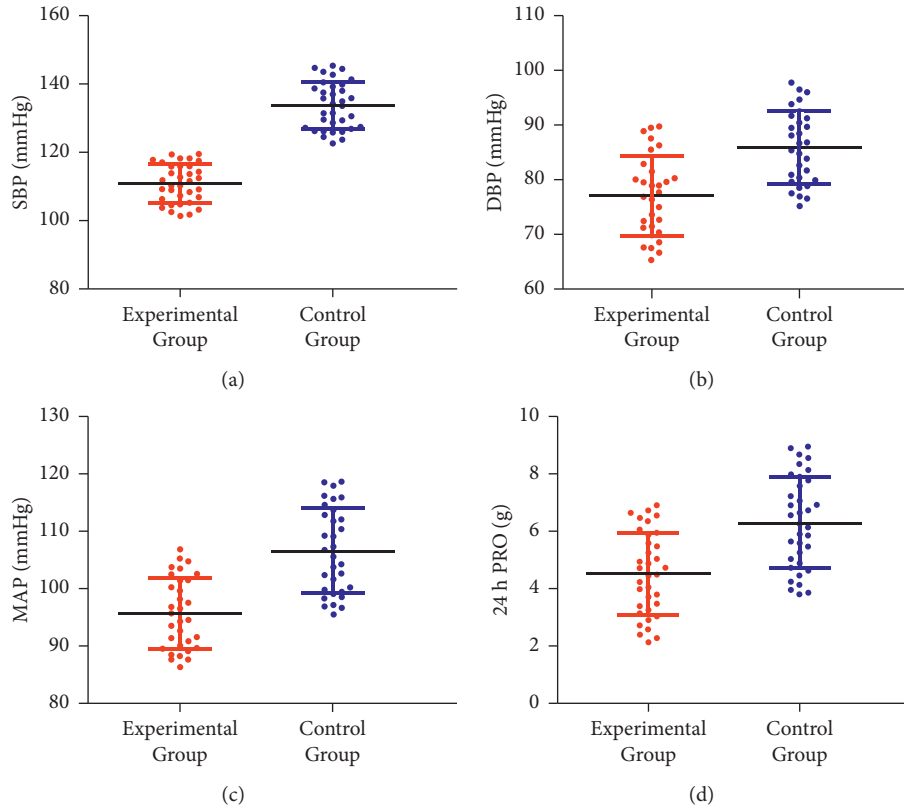 160
140
120
100
80
SBP (mmHg)
Experimental
Group
Control
Group
(a)
110
100
90
80
70
60
DBP (mmHg)
Experimental
Group
Control
Group
(b)
130
120
110
100
90
80
MAP (mmHg)
Experimental
Group
Control
Group
(c)
10
8
6
4
2
0
24 h PRO (g)
Experimental
Group
Control
Group
(d)